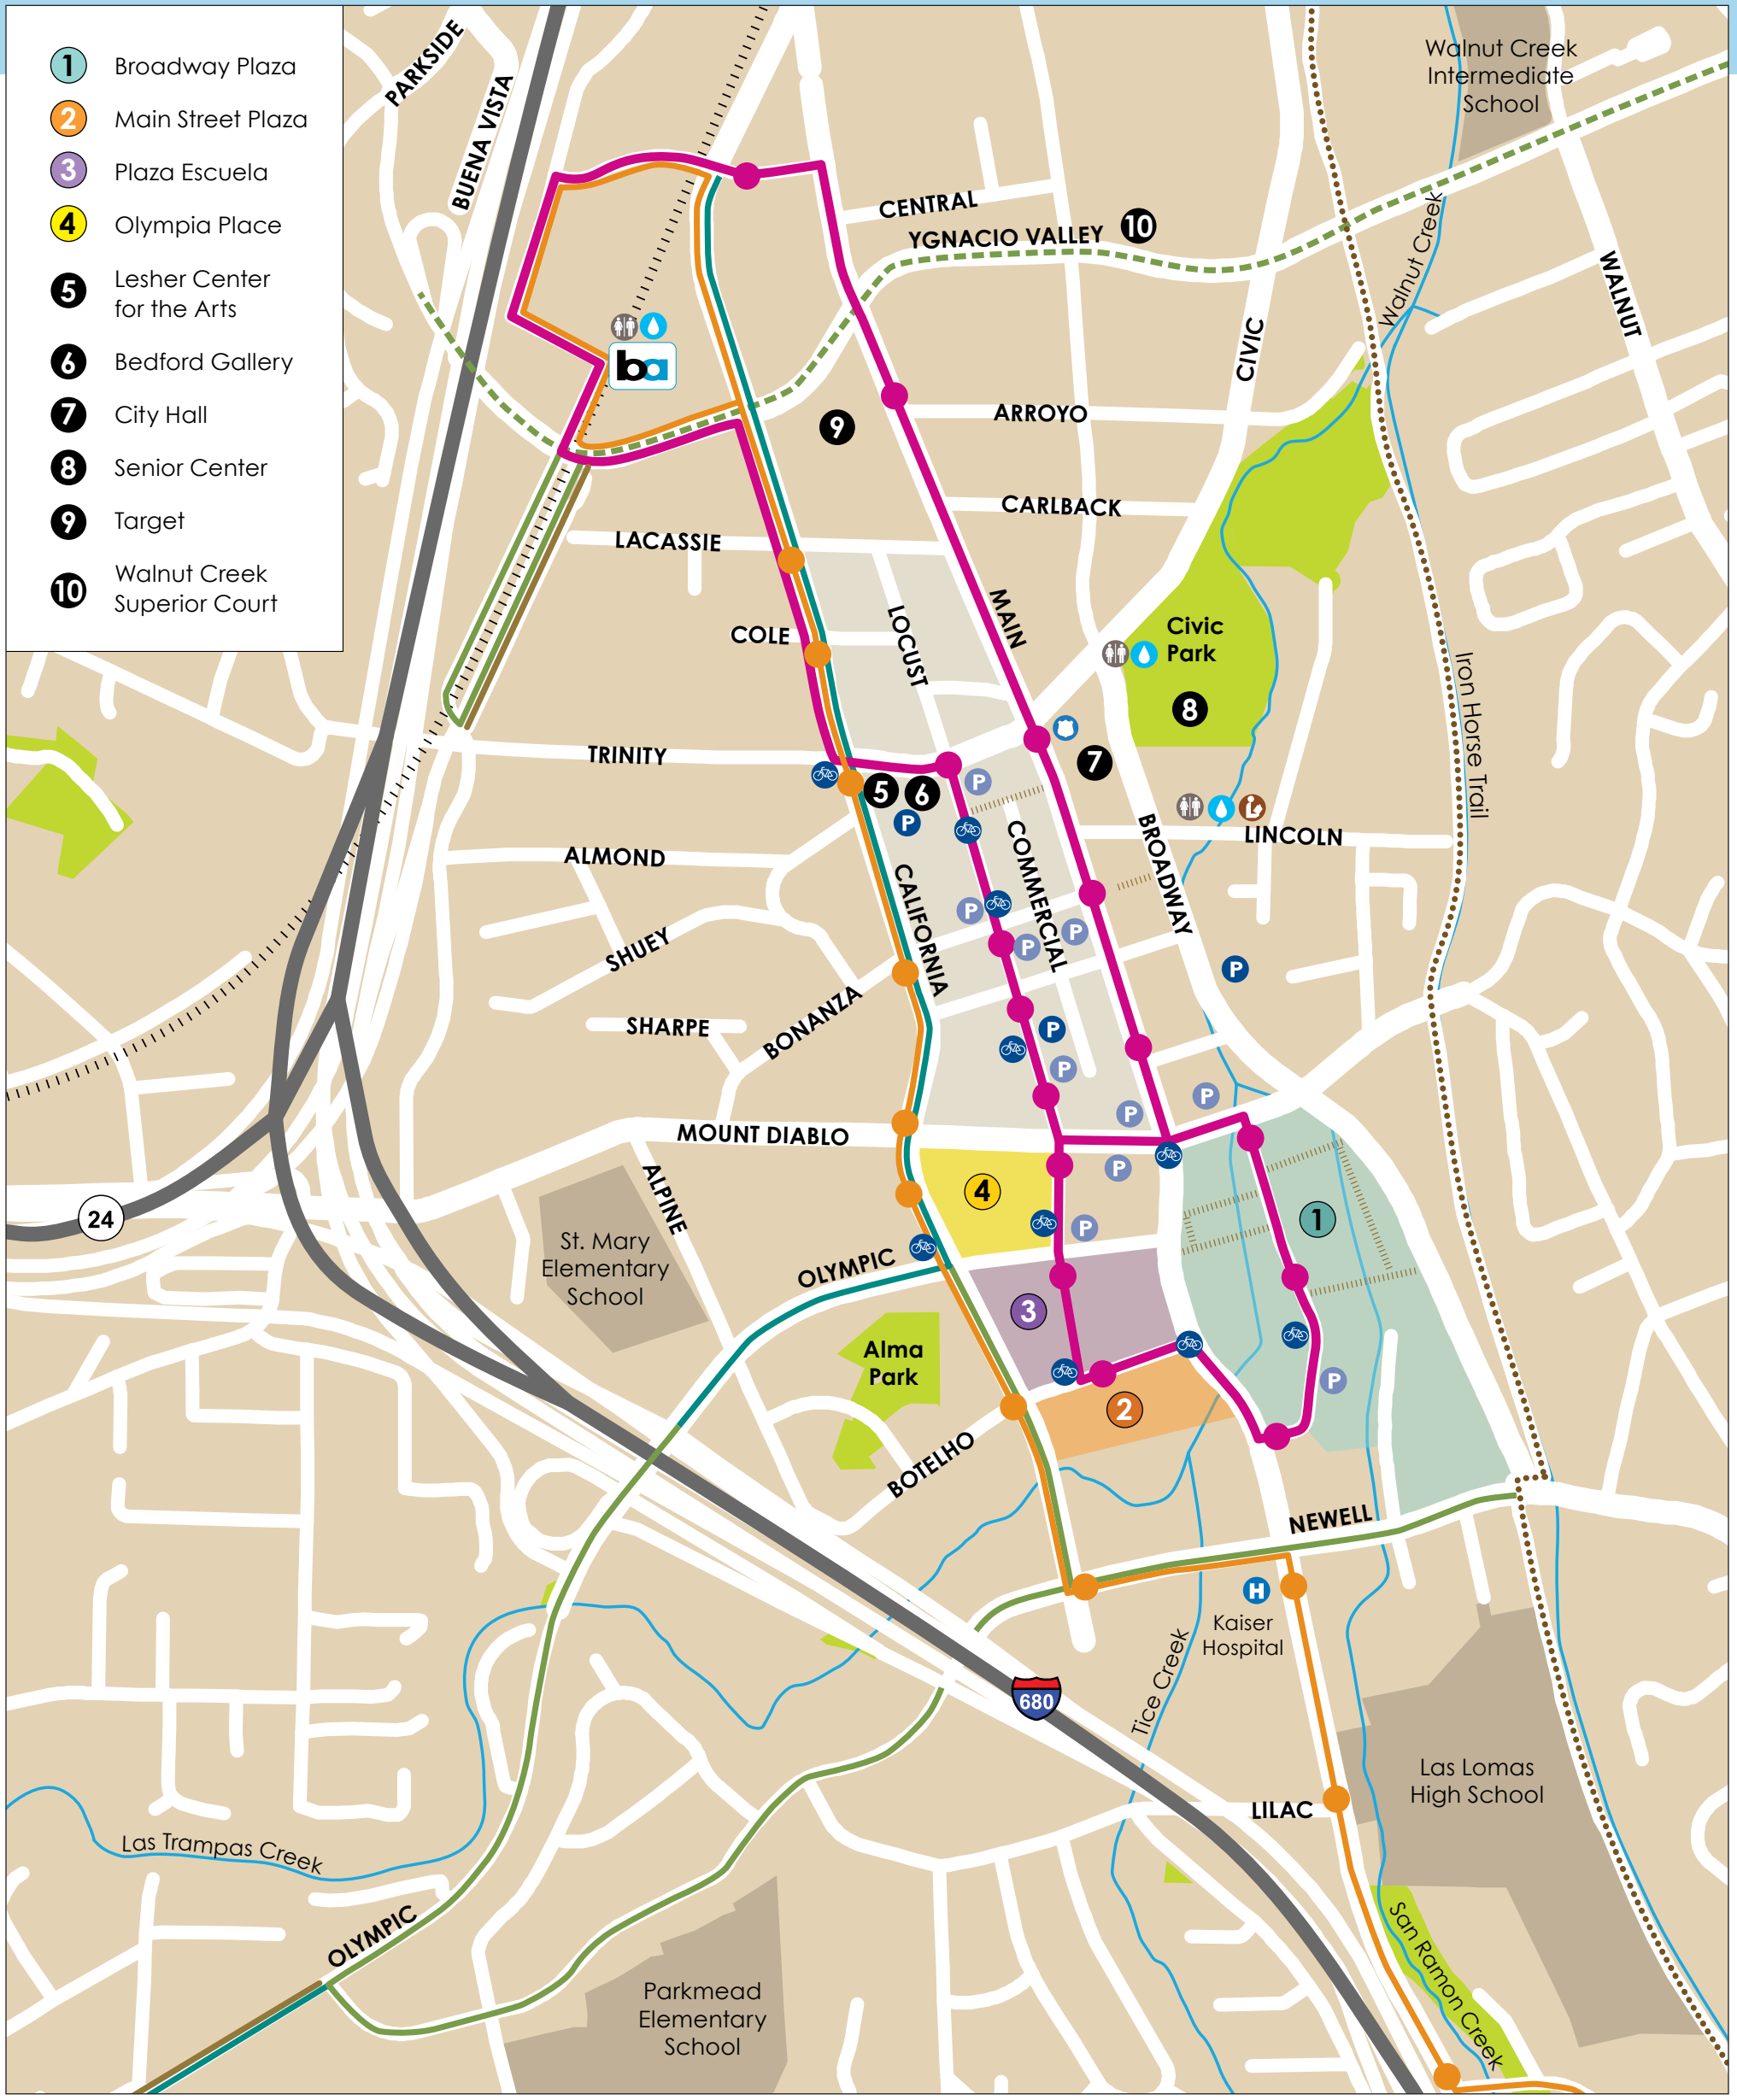 1 Broadway Plaza
2 Main Street Plaza
3 Plaza Escuela
4 Olympia Place
5 Lesher Center
for the Arts
6 Bedford Gallery
7 City Hall
8 Senior Center
9 Target
10 Walnut Creek
Superior Court
PARKSIDE
BUENA VISTA
Walnut Creek
Intermediate
School
CENTRAL
YGNACIO VALLEY
10
Walnut Creek
WALNUT
CIVIC
ba
ARROYO
9
CARLBACK
LACASSIE
MAIN
LOCUST
COLE
Civic
Park
8
Iron Horse Trail
TRINITY
7
5
6
P
P
LINCOLN
COMMERCIAL
BROADWAY
ALMOND
CALIFORNIA
P
P
P
SHUEY
P
BONANZA
SHARPE
P
P
P
P
MOUNT DIABLO
P
ALPINE
4
1
24
P
St. Mary
Elementary
School
OLYMPIC
3
Alma
Park
P
2
BOTELHO
NEWELL
H
Kaiser
Hospital
Tice Creek
680
Las Lomas
High School
LILAC
Las Trampas Creek
OLYMPIC
San Ramon Creek
Parkmead
Elementary
School